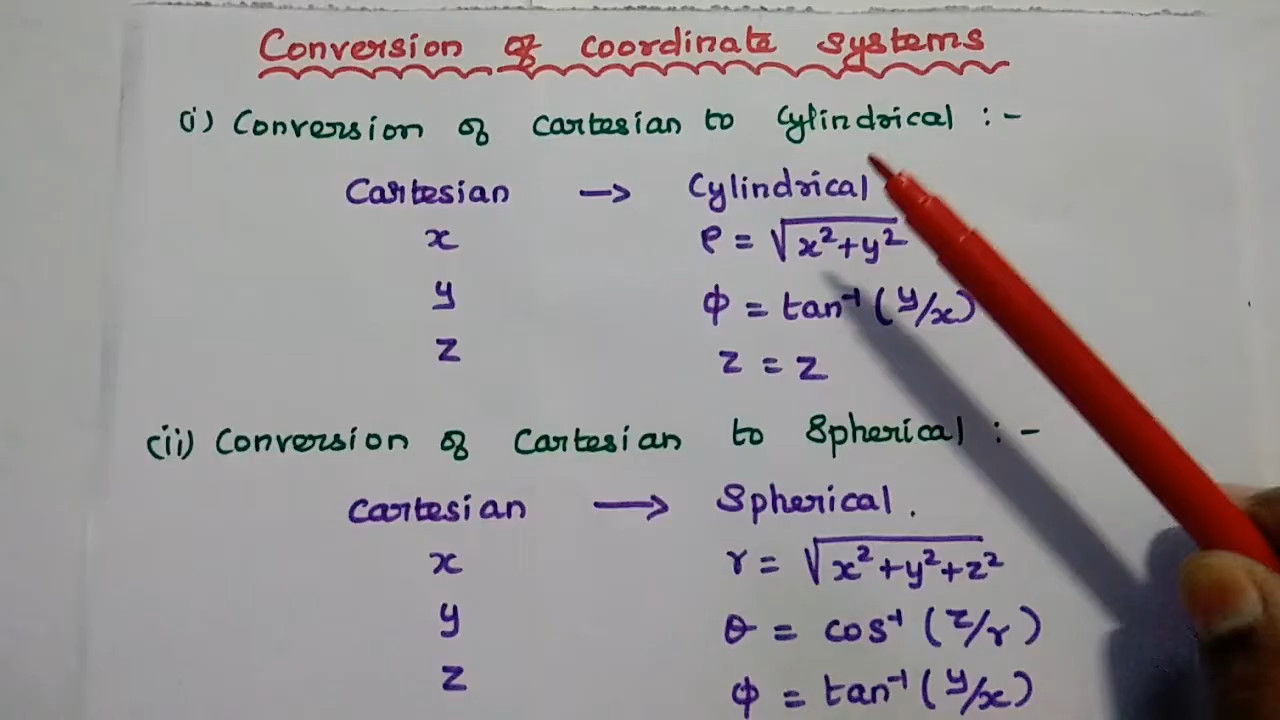 Conversion of coordinate systems
(i) Conversion of Cartesian to Cylindrical :-
Cartesian → Cylindrical
x ρ = √x²+y²
y φ = tan⁻¹ (y/x)
z z = z
(ii) Conversion of Cartesian to Spherical :-
Cartesian → Spherical.
x r = √x²+y²+z²
y θ = cos⁻¹ (z/r)
z φ = tan⁻¹ (y/x)